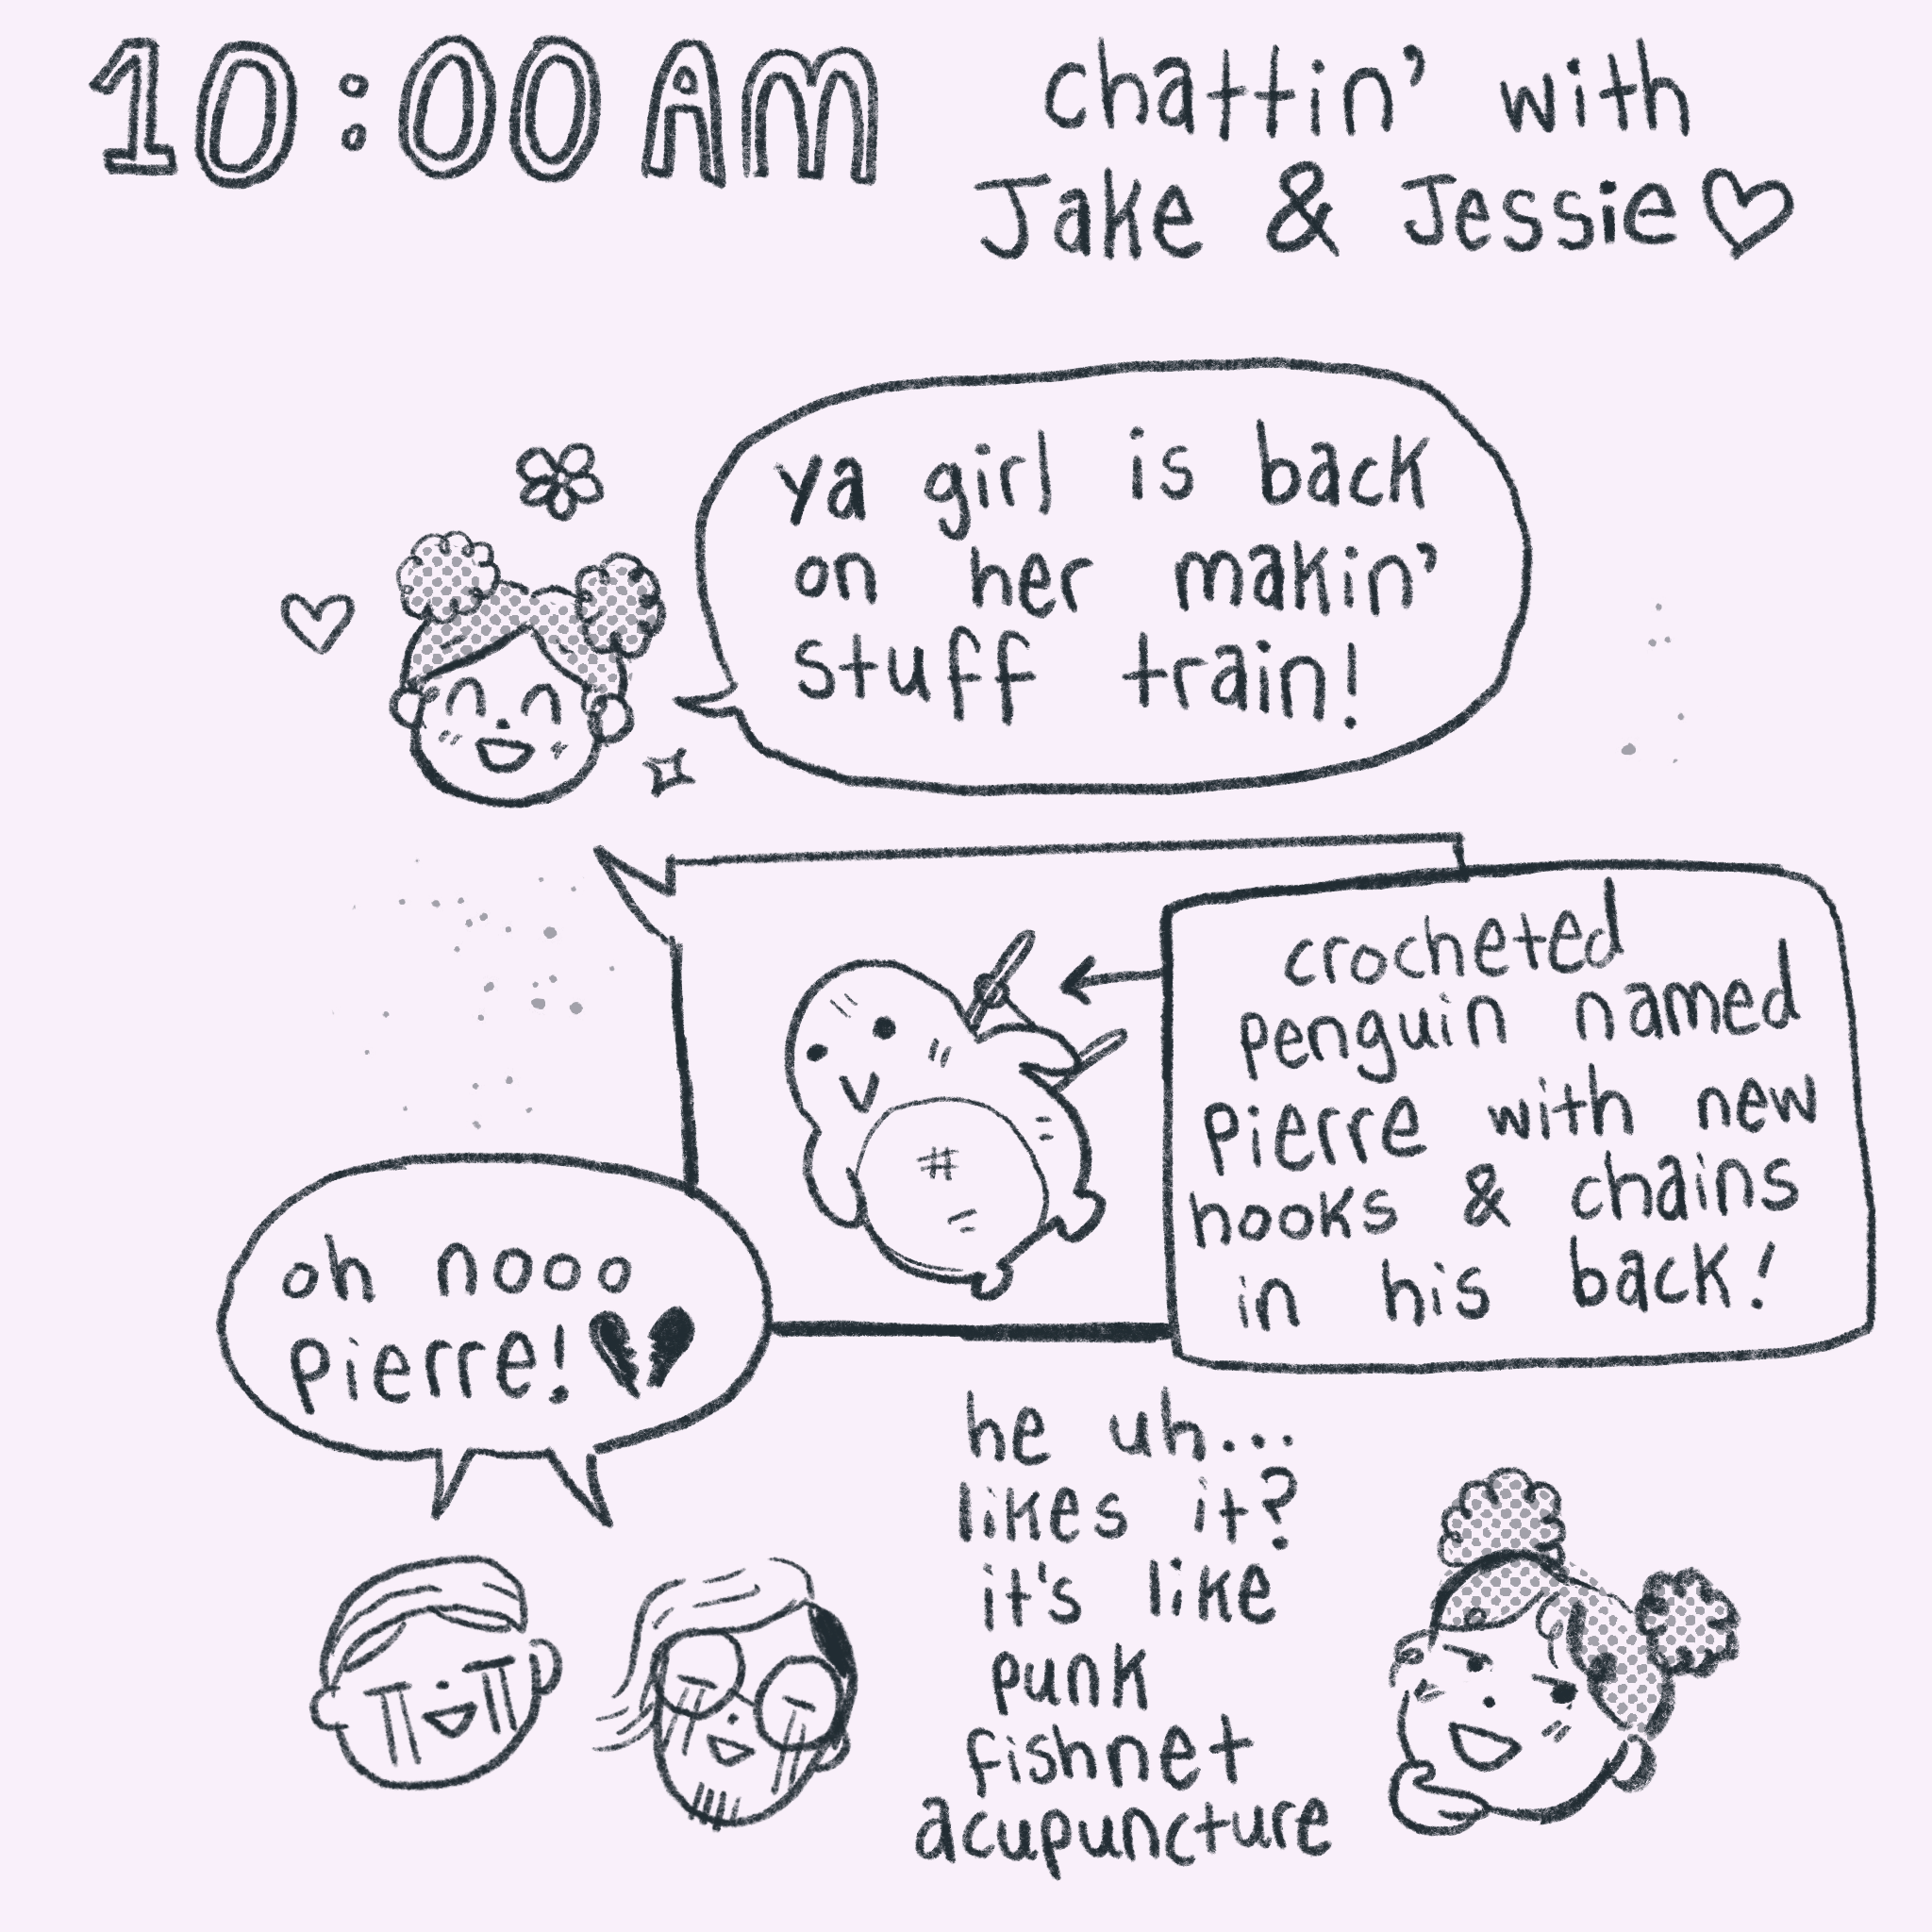 10:00 AM
chattin' with
Jake & Jessie♡
ya girl is back
on her makin'
stuff train!
crocheted
penguin named
Pierre with new
hooks & chains
in his back!
oh nooo
Pierre!💔
he uh...
likes it?
it's like
punk
fishnet
acupuncture